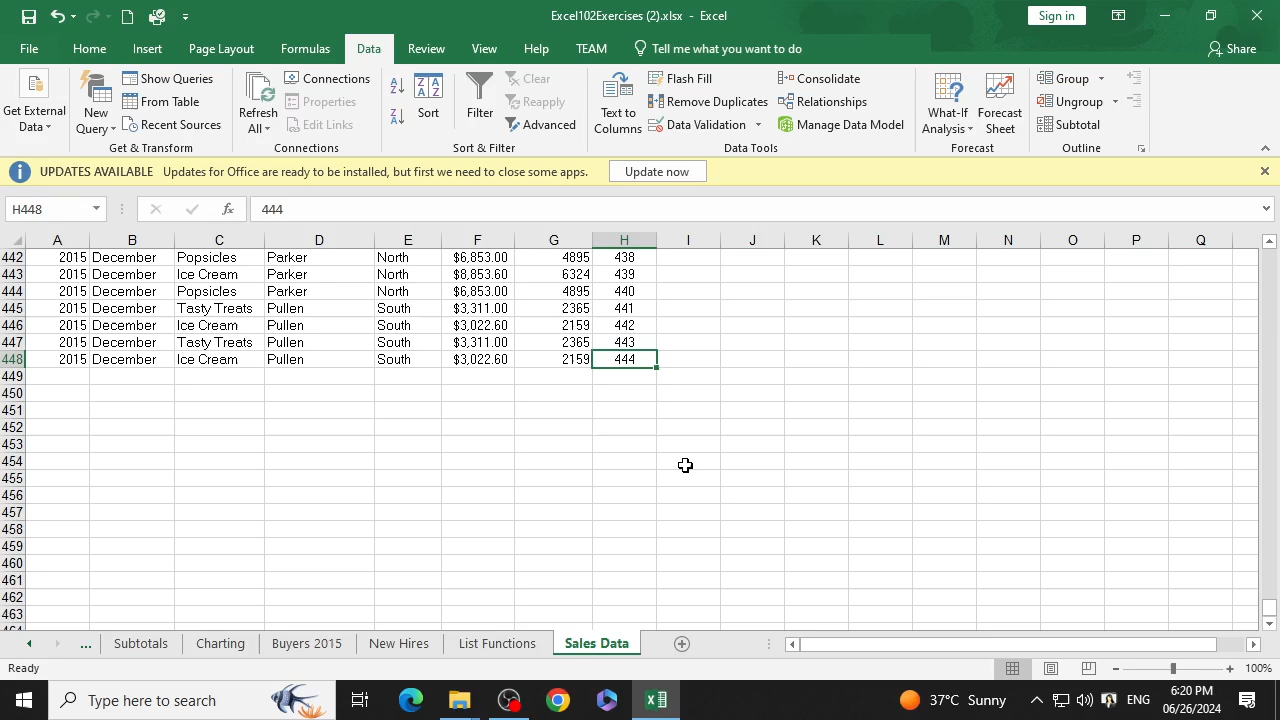 Excel102Exercises (2).xlsx - Excel
Sign in
File Home Insert Page Layout Formulas Data Review View Help TEAM Tell me what you want to do Share
Get External Data
New Query
Show Queries
From Table
Recent Sources
Get & Transform
Refresh All
Connections
Properties
Edit Links
Connections
Sort
Filter
Clear
Reapply
Advanced
Sort & Filter
Text to Columns
Flash Fill
Remove Duplicates
Data Validation
Consolidate
Relationships
Manage Data Model
Data Tools
What-If Analysis
Forecast Sheet
Forecast
Group
Ungroup
Subtotal
Outline
UPDATES AVAILABLE Updates for Office are ready to be installed, but first we need to close some apps. Update now
H448 fx 444
A B C D E F G H I J K L M N O P Q
442 2015 December Popsicles Parker North $6,853.00 4895 438
443 2015 December Ice Cream Parker North $8,853.60 6324 439
444 2015 December Popsicles Parker North $6,853.00 4895 440
445 2015 December Tasty Treats Pullen South $3,311.00 2365 441
446 2015 December Ice Cream Pullen South $3,022.60 2159 442
447 2015 December Tasty Treats Pullen South $3,311.00 2365 443
448 2015 December Ice Cream Pullen South $3,022.60 2159 444
449
450
451
452
453
454
455
456
457
458
459
460
461
462
463
... Subtotals Charting Buyers 2015 New Hires List Functions Sales Data
Ready 100%
Type here to search
37°C Sunny
ENG
6:20 PM
06/26/2024